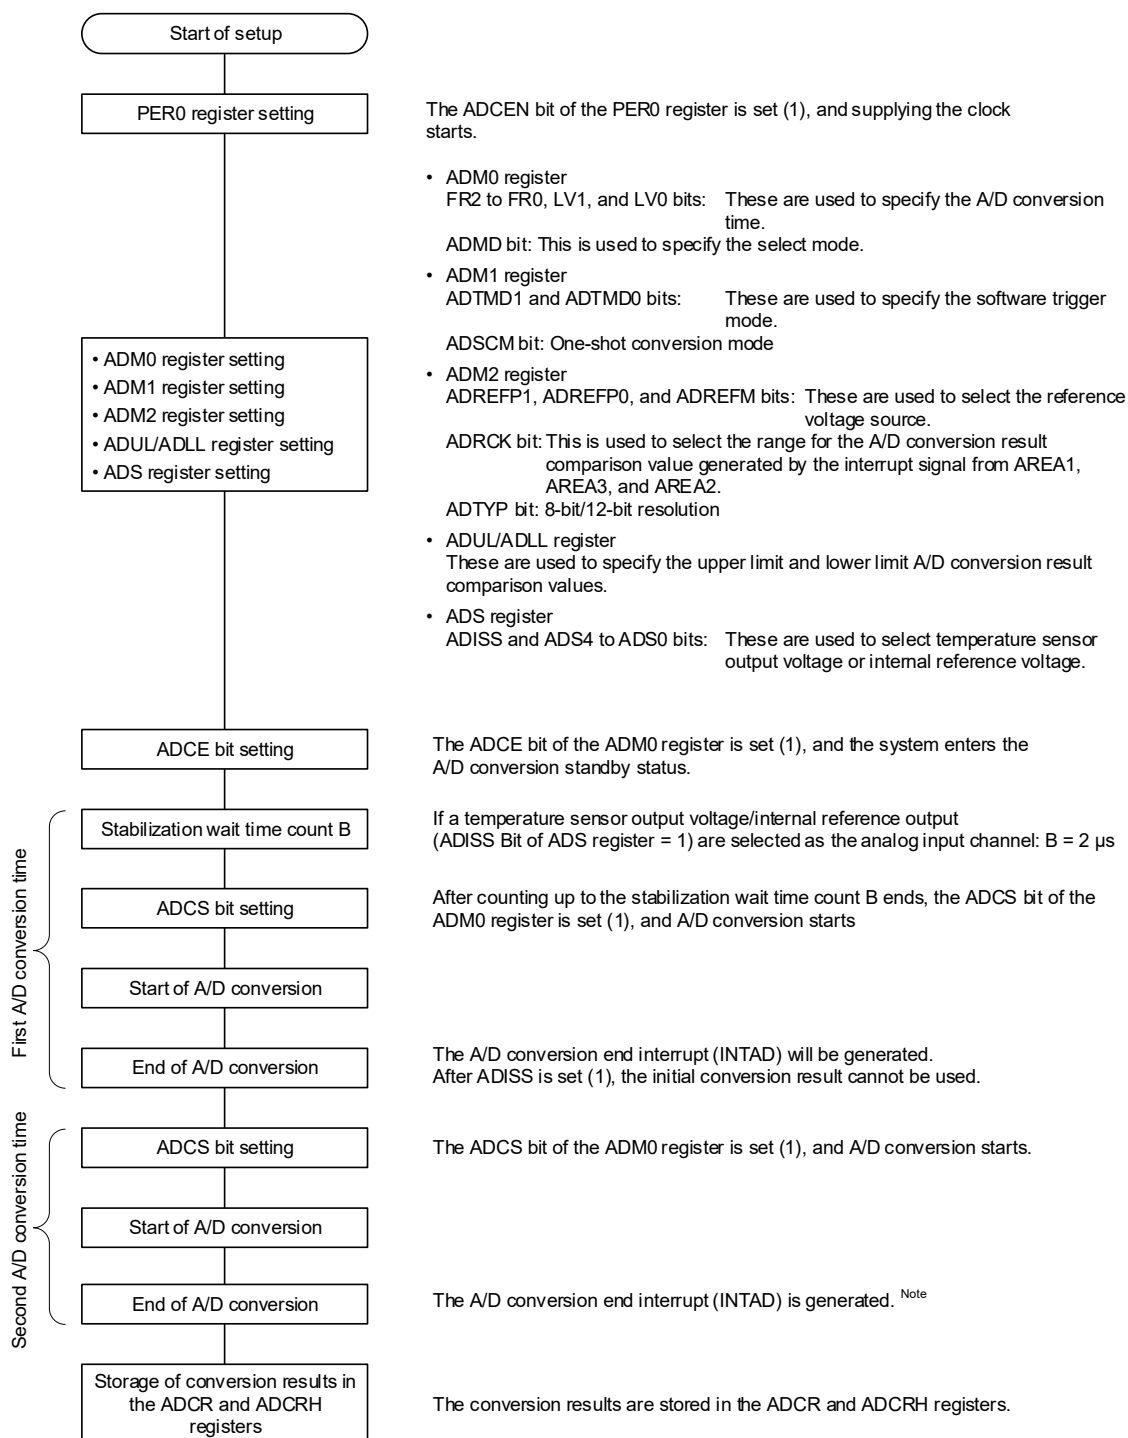 Start of setup
PER0 register setting
The ADCEN bit of the PER0 register is set (1), and supplying the clock
starts.
• ADM0 register
FR2 to FR0, LV1, and LV0 bits: These are used to specify the A/D conversion
time.
ADMD bit: This is used to specify the select mode.
• ADM1 register
ADTMD1 and ADTMD0 bits: These are used to specify the software trigger
mode.
ADSCM bit: One-shot conversion mode
• ADM2 register
ADREFP1, ADREFP0, and ADREFM bits: These are used to select the reference
voltage source.
ADRCK bit: This is used to select the range for the A/D conversion result
comparison value generated by the interrupt signal from AREA1,
AREA3, and AREA2.
ADTYP bit: 8-bit/12-bit resolution
• ADUL/ADLL register
These are used to specify the upper limit and lower limit A/D conversion result
comparison values.
• ADS register
ADISS and ADS4 to ADS0 bits: These are used to select temperature sensor
output voltage or internal reference voltage.
• ADM0 register setting
• ADM1 register setting
• ADM2 register setting
• ADUL/ADLL register setting
• ADS register setting
ADCE bit setting
The ADCE bit of the ADM0 register is set (1), and the system enters the
A/D conversion standby status.
First A/D conversion time
Stabilization wait time count B
If a temperature sensor output voltage/internal reference output
(ADISS Bit of ADS register = 1) are selected as the analog input channel: B = 2 µs
ADCS bit setting
After counting up to the stabilization wait time count B ends, the ADCS bit of the
ADM0 register is set (1), and A/D conversion starts
Start of A/D conversion
End of A/D conversion
The A/D conversion end interrupt (INTAD) will be generated.
After ADISS is set (1), the initial conversion result cannot be used.
Second A/D conversion time
ADCS bit setting
The ADCS bit of the ADM0 register is set (1), and A/D conversion starts.
Start of A/D conversion
End of A/D conversion
The A/D conversion end interrupt (INTAD) is generated. Note
Storage of conversion results in
the ADCR and ADCRH
registers
The conversion results are stored in the ADCR and ADCRH registers.